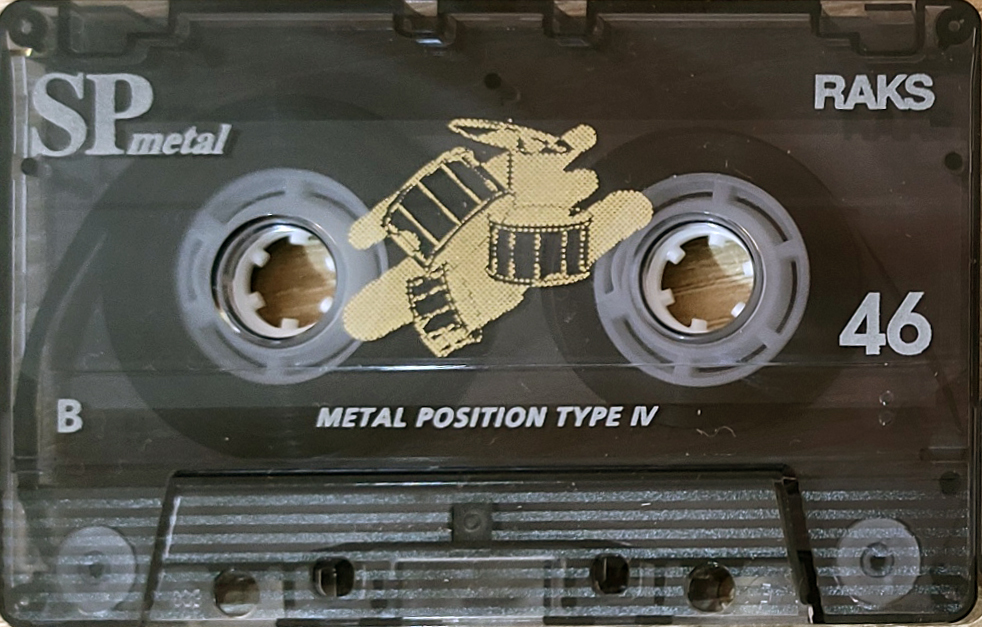 SP metal
RAKS
46
B
METAL POSITION TYPE IV